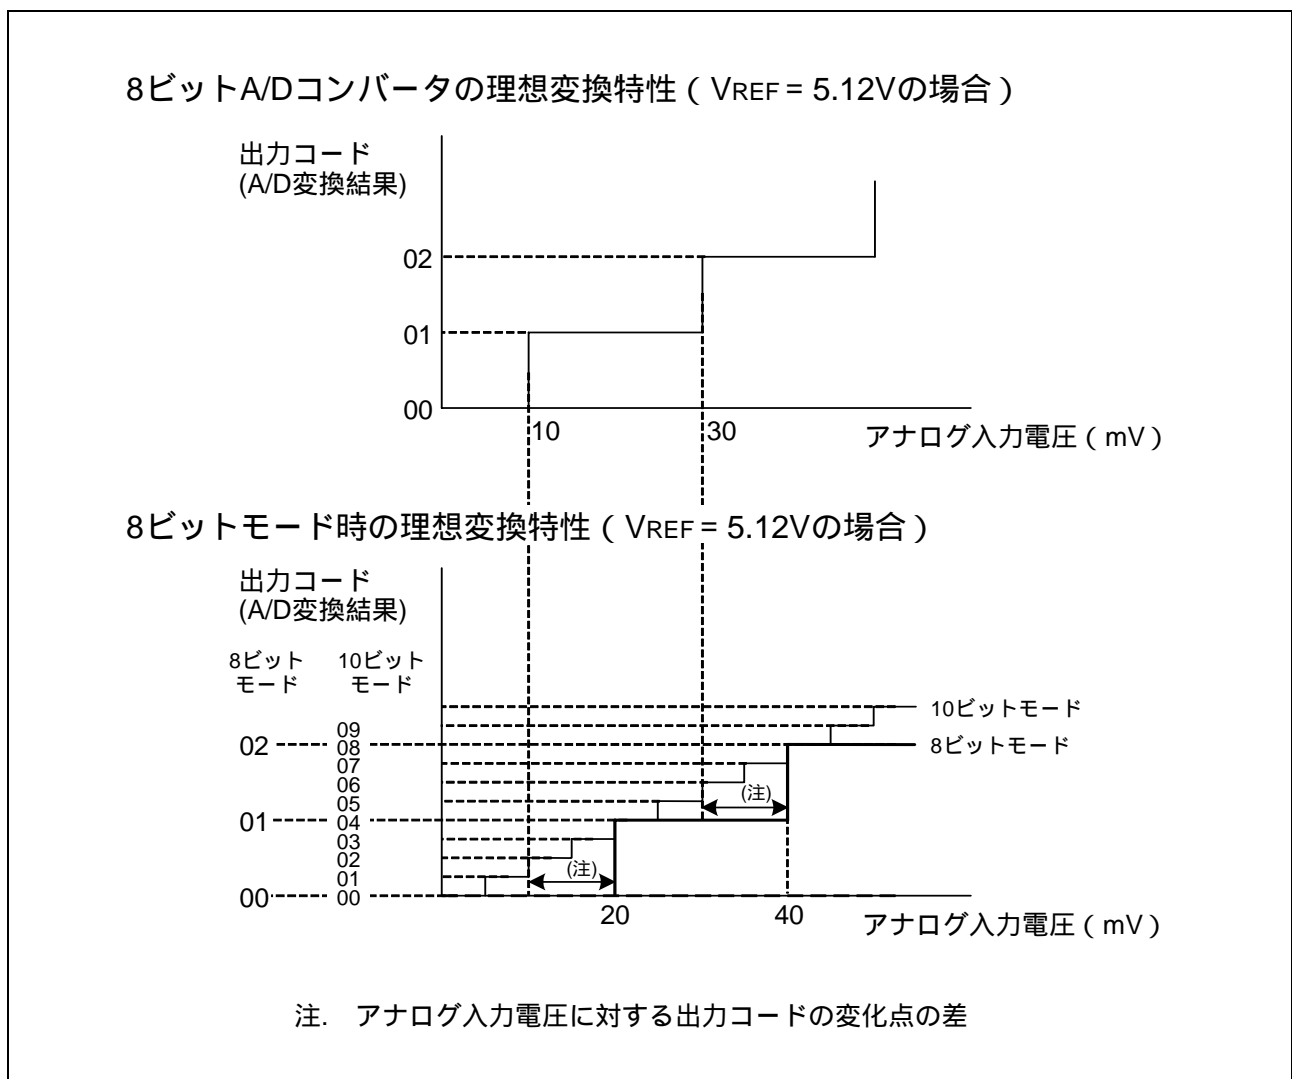 8ビットA/Dコンバータの理想変換特性（VREF = 5.12Vの場合）
出力コード
(A/D変換結果)
02
01
00
10
30
アナログ入力電圧（mV）
8ビットモード時の理想変換特性（VREF = 5.12Vの場合）
出力コード
(A/D変換結果)
8ビット
モード
10ビット
モード
10ビットモード
09
02
08
8ビットモード
07
06
05
(注)
01
04
03
02
(注)
01
00
00
20
40
アナログ入力電圧（mV）
注. アナログ入力電圧に対する出力コードの変化点の差